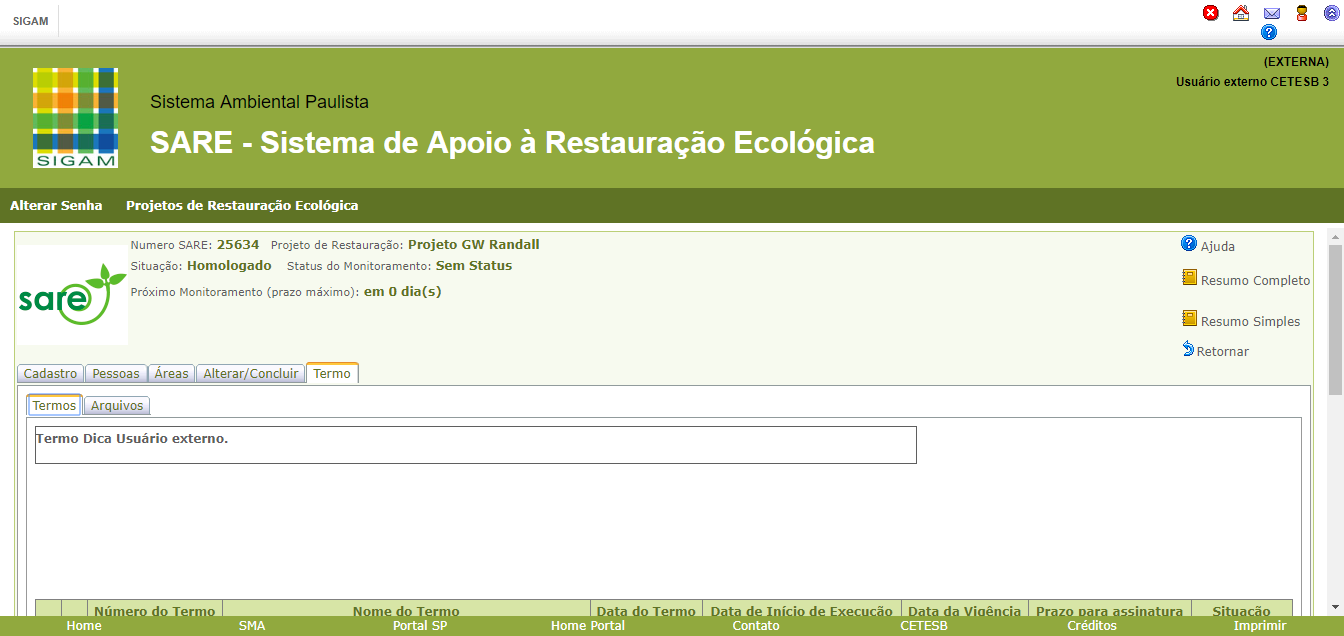 SIGAM
(EXTERNA)
Usuário externo CETESB 3
SIGAM
Sistema Ambiental Paulista
SARE - Sistema de Apoio à Restauração Ecológica
Alterar Senha Projetos de Restauração Ecológica
sare
Numero SARE: 25634 Projeto de Restauração: Projeto GW Randall
Situação: Homologado Status do Monitoramento: Sem Status
Próximo Monitoramento (prazo máximo): em 0 dia(s)
Ajuda
Resumo Completo
Resumo Simples
Retornar
Cadastro Pessoas Áreas Alterar/Concluir Termo
Termos Arquivos
Termo Dica Usuário externo.
Número do Termo Nome do Termo Data do Termo Data de Início de Execução Data da Vigência Prazo para assinatura Situação
Home SMA Portal SP Home Portal Contato CETESB Créditos Imprimir